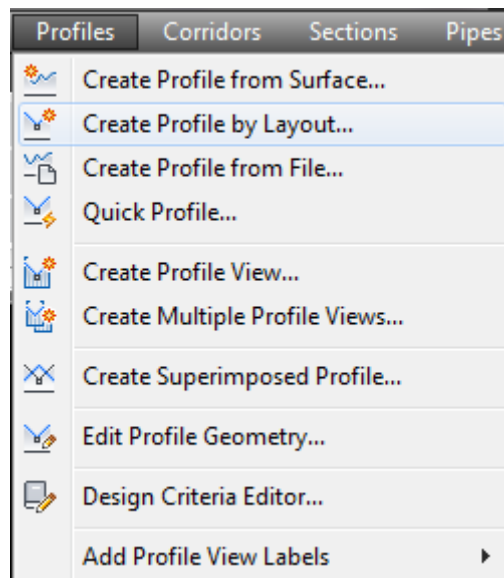 Profiles Corridors Sections Pipes
Create Profile from Surface...
Create Profile by Layout...
Create Profile from File...
Quick Profile...
Create Profile View...
Create Multiple Profile Views...
Create Superimposed Profile...
Edit Profile Geometry...
Design Criteria Editor...
Add Profile View Labels